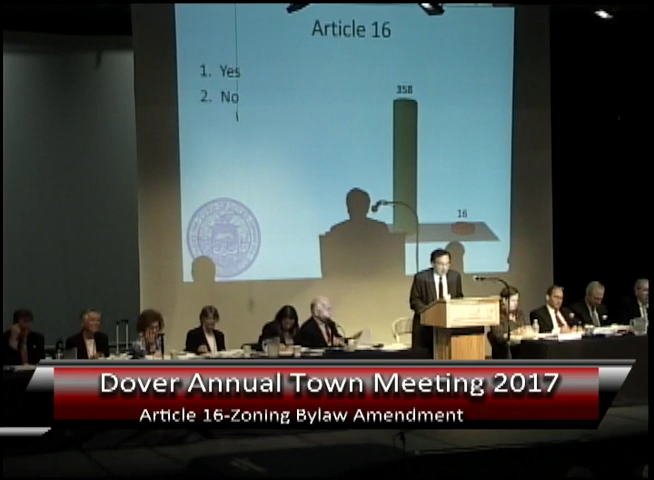 Article 16
1. Yes
2. No
358
16
Dover Annual Town Meeting 2017
Article 16-Zoning Bylaw Amendment